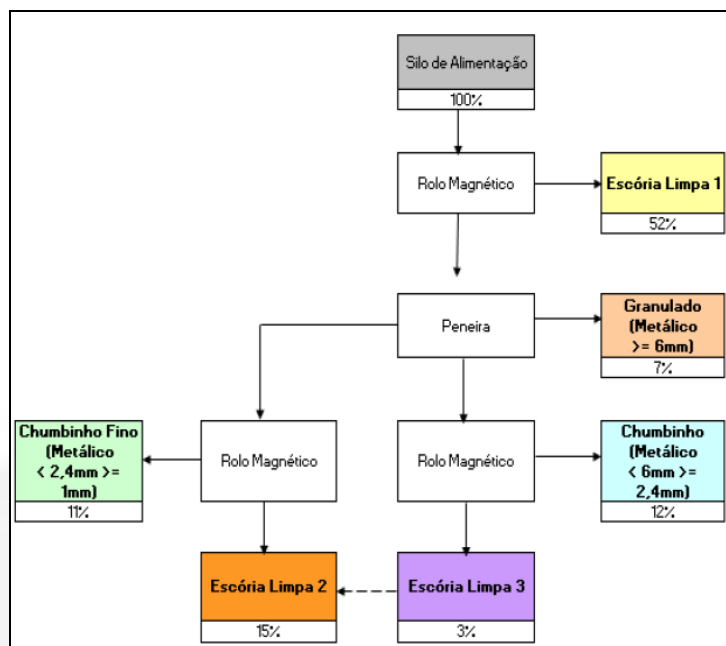 Silo de Alimentação
100%
Rolo Magnético
Escória Limpa 1
52%
Peneira
Granulado
(Metálico
>= 6mm)
7%
Chumbinho Fino
(Metálico
< 2,4mm >=
1mm)
11%
Rolo Magnético
Rolo Magnético
Chumbinho
(Metálico
< 6mm >=
2,4mm)
12%
Escória Limpa 2
15%
Escória Limpa 3
3%